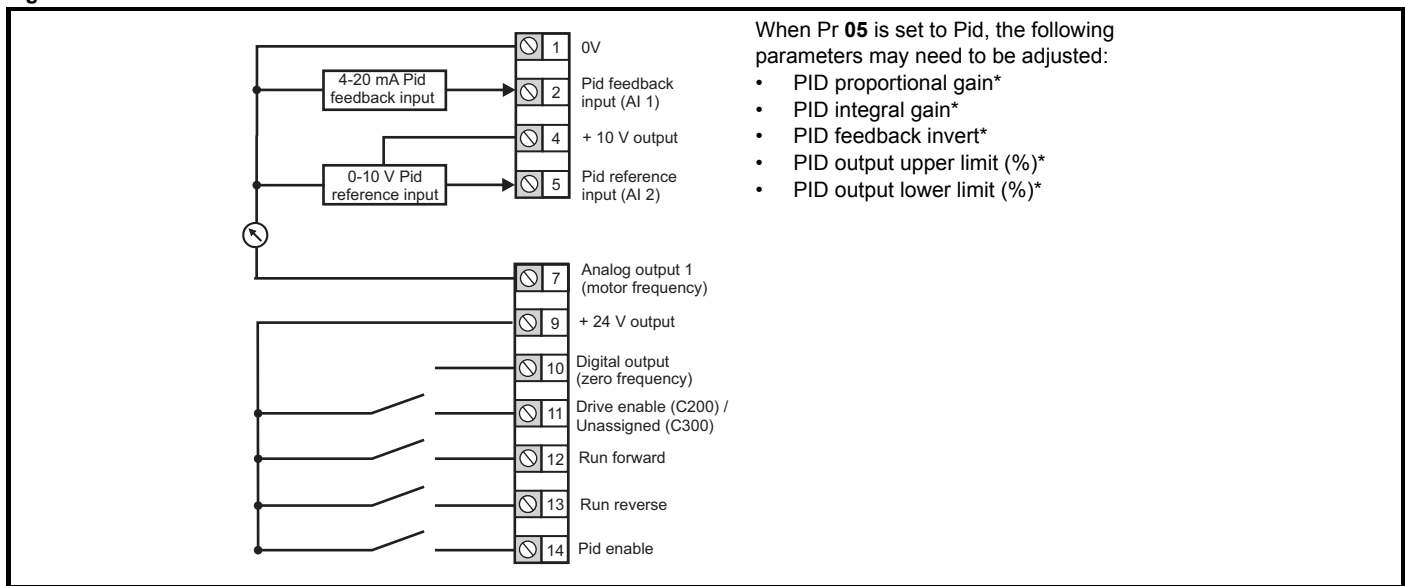 1 0V
4-20 mA Pid
feedback input
2 Pid feedback
input (AI 1)
4 + 10 V output
0-10 V Pid
reference input
5 Pid reference
input (AI 2)
7 Analog output 1
(motor frequency)
9 + 24 V output
10 Digital output
(zero frequency)
11 Drive enable (C200) /
Unassigned (C300)
12 Run forward
13 Run reverse
14 Pid enable
When Pr 05 is set to Pid, the following
parameters may need to be adjusted:
• PID proportional gain*
• PID integral gain*
• PID feedback invert*
• PID output upper limit (%)*
• PID output lower limit (%)*